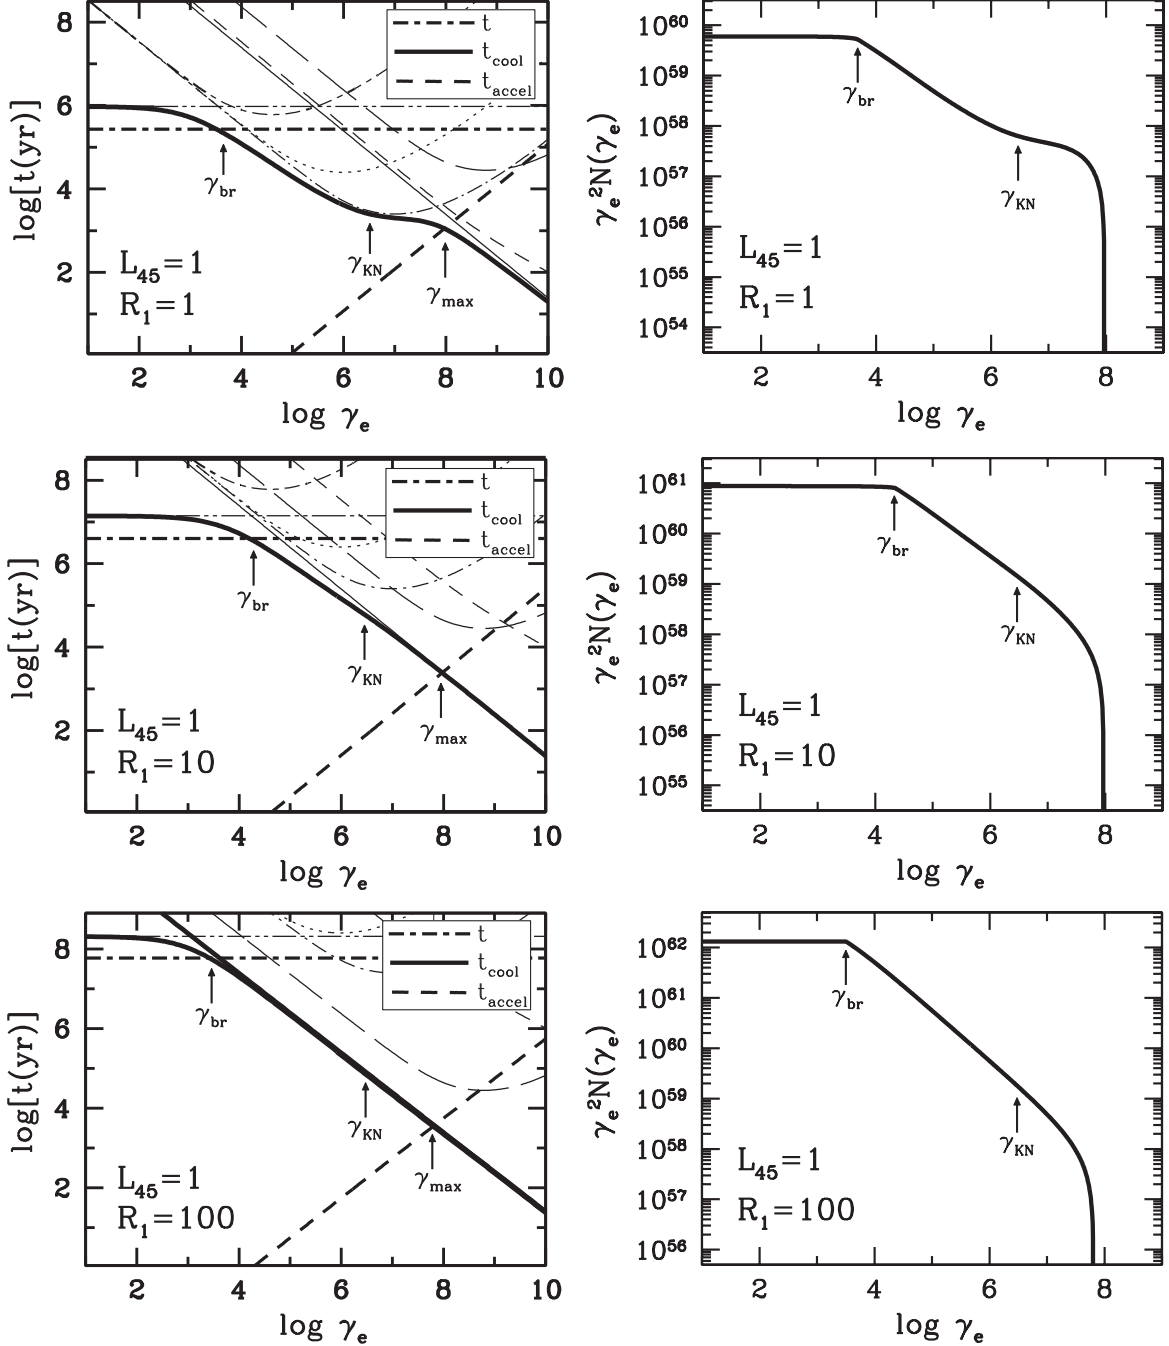 log[t(yr)]
8
6
4
2
t
t_cool
t_accel
γ_br
γ_KN
γ_max
L_45=1
R_1=1
2 4 6 8 10
log γ_e
γ_e^2N(γ_e)
10^60
10^59
10^58
10^57
10^56
10^55
10^54
γ_br
γ_KN
L_45=1
R_1=1
2 4 6 8
log γ_e
log[t(yr)]
8
6
4
2
t
t_cool
t_accel
γ_br
γ_KN
γ_max
L_45=1
R_1=10
2 4 6 8 10
log γ_e
γ_e^2N(γ_e)
10^61
10^60
10^59
10^58
10^57
10^56
10^55
γ_br
γ_KN
L_45=1
R_1=10
2 4 6 8
log γ_e
log[t(yr)]
8
6
4
2
t
t_cool
t_accel
γ_br
γ_KN
γ_max
L_45=1
R_1=100
2 4 6 8 10
log γ_e
γ_e^2N(γ_e)
10^62
10^61
10^60
10^59
10^58
10^57
10^56
γ_br
γ_KN
L_45=1
R_1=100
2 4 6 8
log γ_e